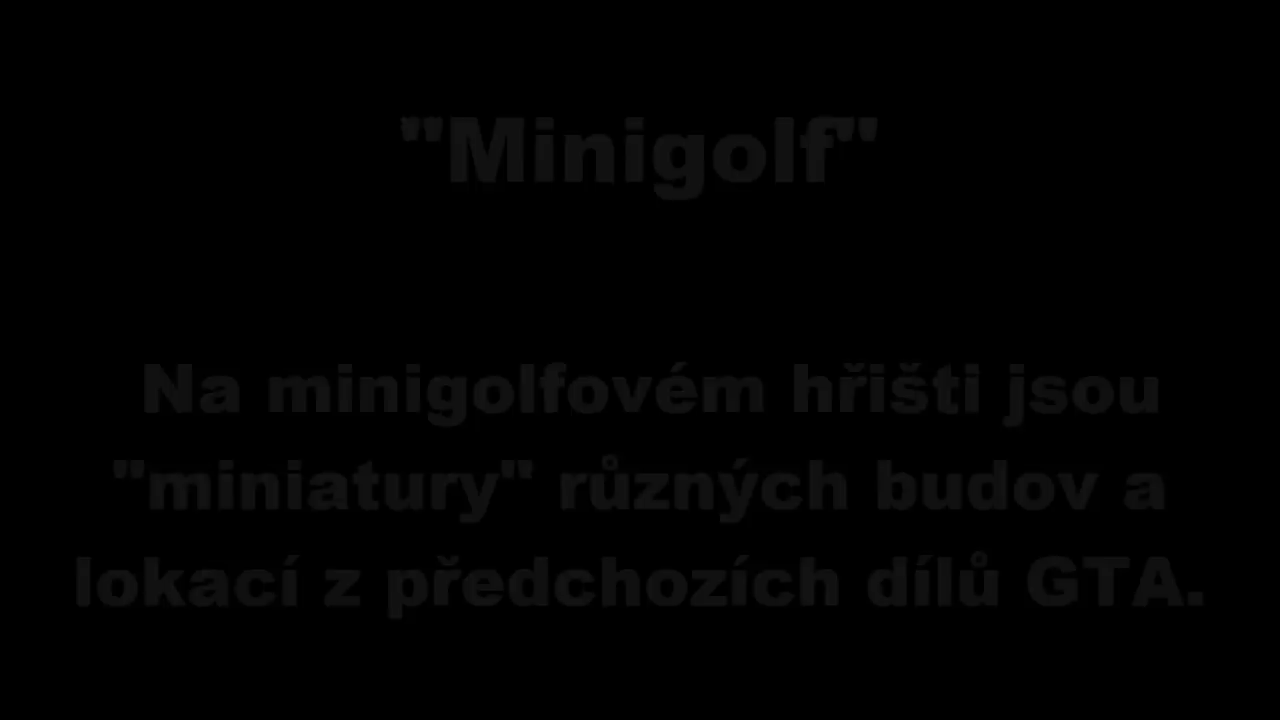 "Minigolf"
Na minigolfovém hřišti jsou
"miniatury" různých budov a
lokací z předchozích dílů GTA.